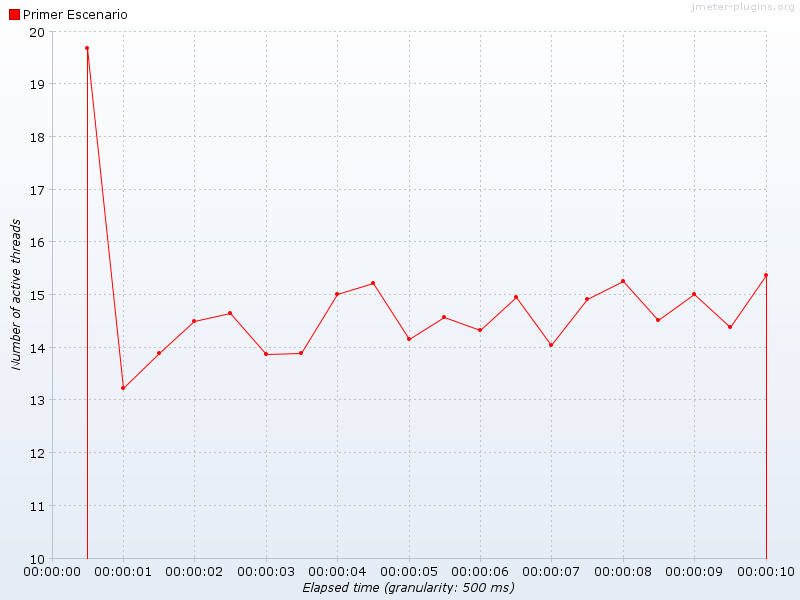 jmeter-plugins.org
Primer Escenario
20
19
18
17
16
15
14
13
12
11
10
Number of active threads
00:00:00 00:00:01 00:00:02 00:00:03 00:00:04 00:00:05 00:00:06 00:00:07 00:00:08 00:00:09 00:00:10
Elapsed time (granularity: 500 ms)